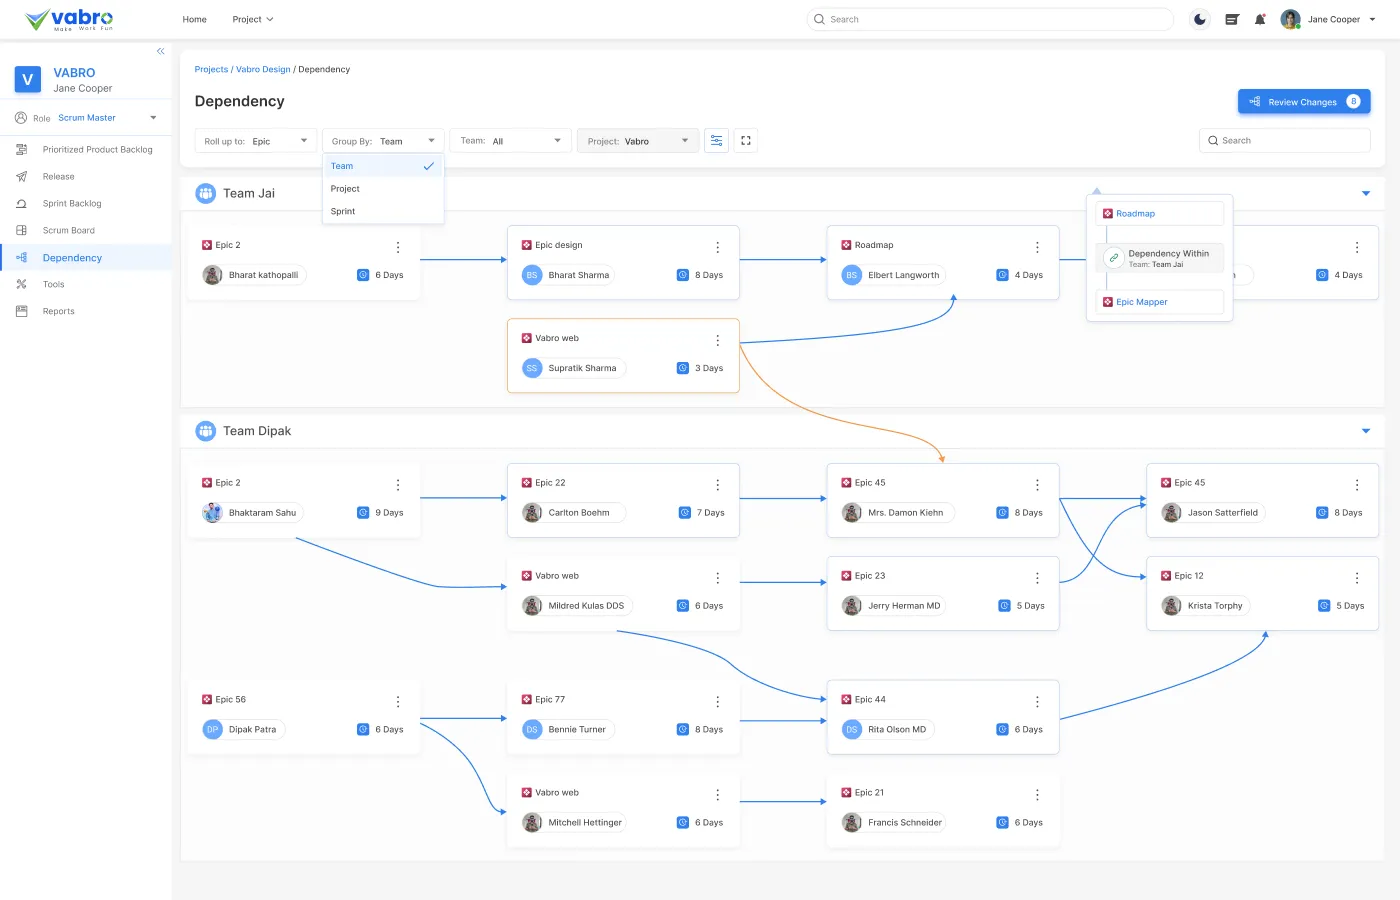 vabro
Make Work Fun
Home
Project
Search
Jane Cooper
V
VABRO
Jane Cooper
Role
Scrum Master
Prioritized Product Backlog
Release
Sprint Backlog
Scrum Board
Dependency
Tools
Reports
Projects / Vabro Design / Dependency
Dependency
Review Changes
8
Roll up to: Epic
Group By: Team
Team: All
Project: Vabro
Search
Team
Project
Sprint
Team Jai
Epic 2
Bharat kathopalli
6 Days
Epic design
BS
Bharat Sharma
8 Days
Roadmap
BS
Elbert Langworth
4 Days
Roadmap
Dependency Within
Team: Team Jai
Epic Mapper
4 Days
Vabro web
SS
Supratik Sharma
3 Days
Team Dipak
Epic 2
Bhaktaram Sahu
9 Days
Epic 22
Carlton Boehm
7 Days
Epic 45
Mrs. Damon Kiehn
8 Days
Epic 45
Jason Satterfield
8 Days
Vabro web
Mildred Kulas DDS
6 Days
Epic 23
Jerry Herman MD
5 Days
Epic 12
Krista Torphy
5 Days
Epic 56
DP
Dipak Patra
6 Days
Epic 77
DS
Bennie Turner
8 Days
Epic 44
DS
Rita Olson MD
6 Days
Vabro web
Mitchell Hettinger
6 Days
Epic 21
Francis Schneider
6 Days